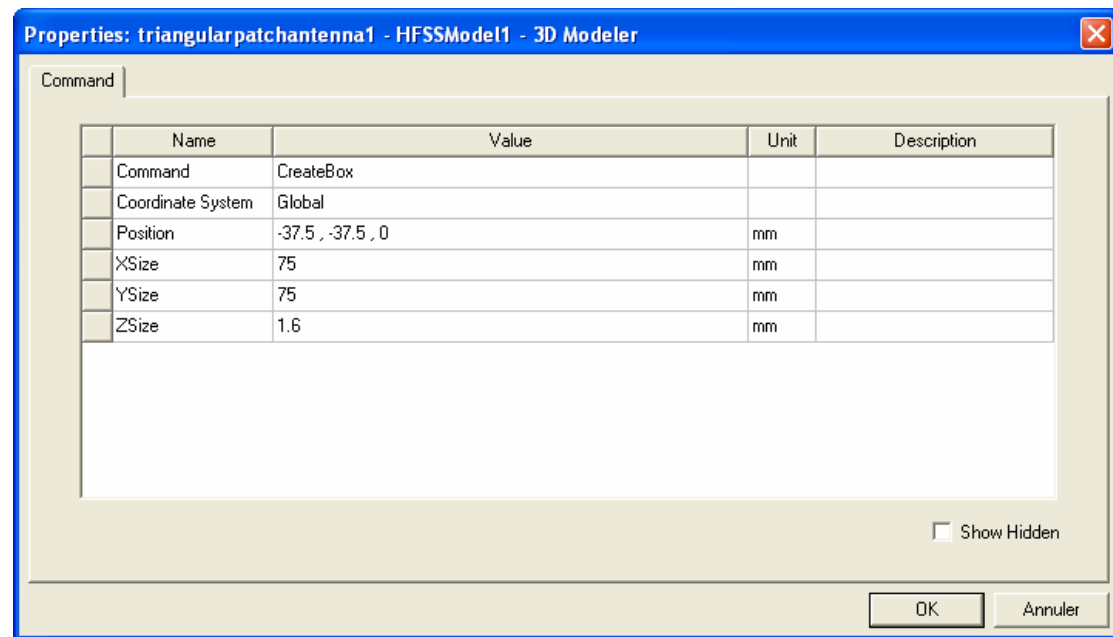 Properties: triangularpatchantenna1 - HFSSModel1 - 3D Modeler
Command
Name Value Unit Description
Command CreateBox
Coordinate System Global
Position -37.5 , -37.5 , 0 mm
XSize 75 mm
YSize 75 mm
ZSize 1.6 mm
Show Hidden
OK Annuler